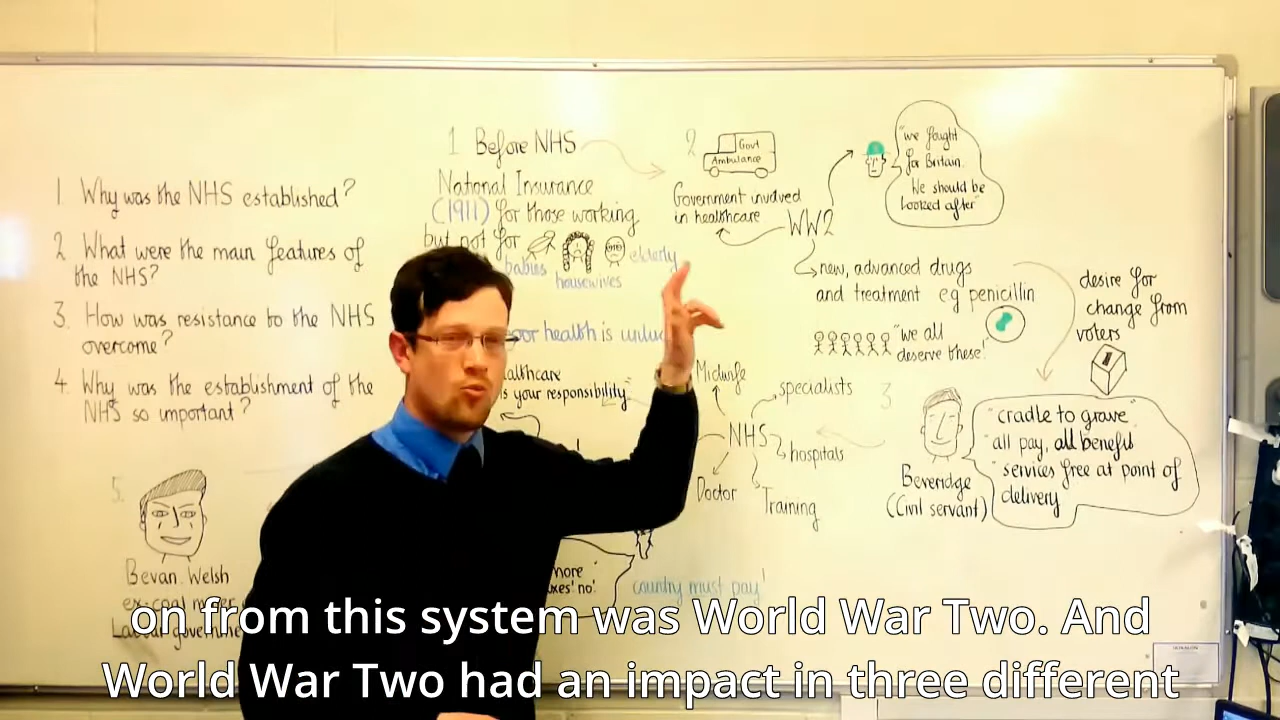 1 Why was the NHS established?
2 What were the main features of
the NHS?
3. How was resistance to the NHS
overcome?
4. Why was the establishment of the
NHS so important?
5.
Bevan. Welsh
ex-coal
1 Before NHS
National Insurance
(1911) for those working
but not for
babies
housewives
elderly
health is
is your responsibility"
2
Govt
Ambulance
Government involved
in healthcare
WW2
"we fought
for Britain.
We should be
looked after"
new, advanced drugs
and treatment eg penicillin
"we all
deserve these!"
desire for
change from
voters
3
Beveridge
(Civil servant)
"cradle to grave"
all pay, all benefit
services free at point of
delivery
Midwife
specialists
NHS
hospitals
Doctor
Training
more
no!
country must pay'
on from this system was World War Two. And
World War Two had an impact in three different